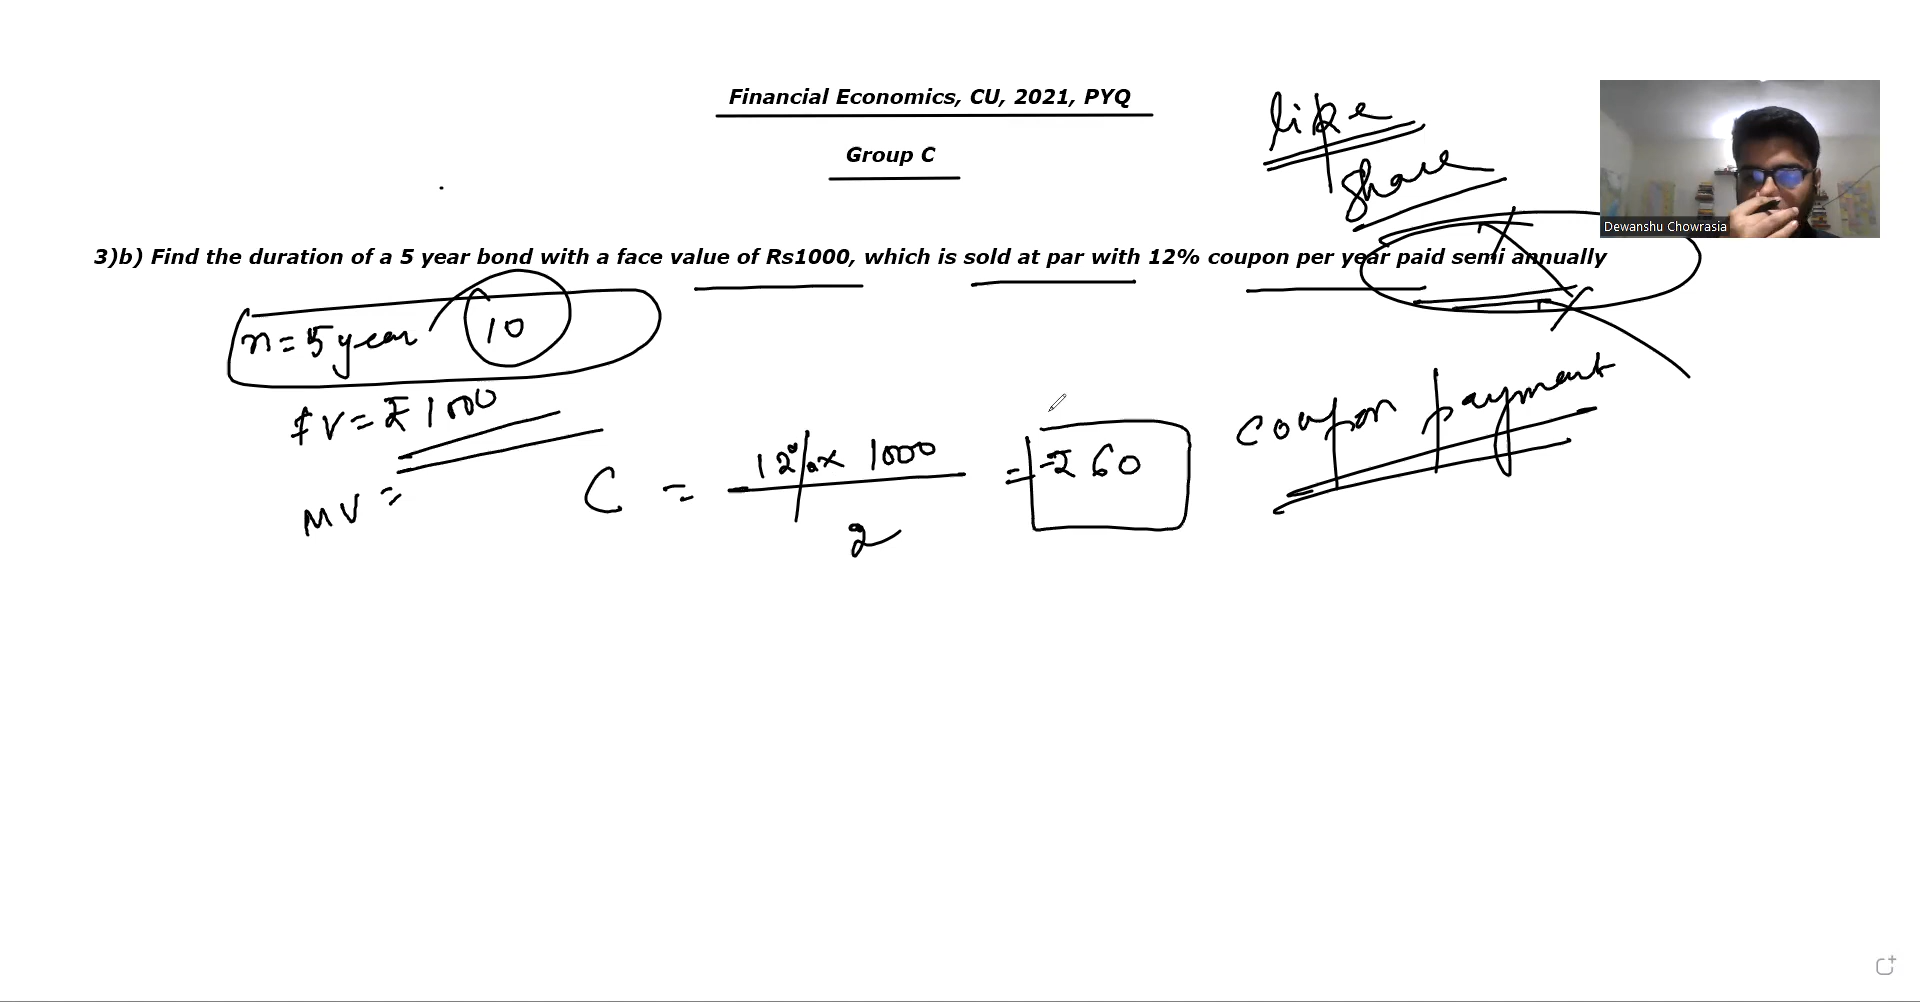 Financial Economics, CU, 2021, PYQ
Group C
like
share
Dewanshu Chowrasia
3)b) Find the duration of a 5 year bond with a face value of Rs1000, which is sold at par with 12% coupon per year paid semi annually
n = 5 year 10
FV = ₹ 1000
MV =
C = 12% x 1000 / 2 = ₹ 60
coupon payment